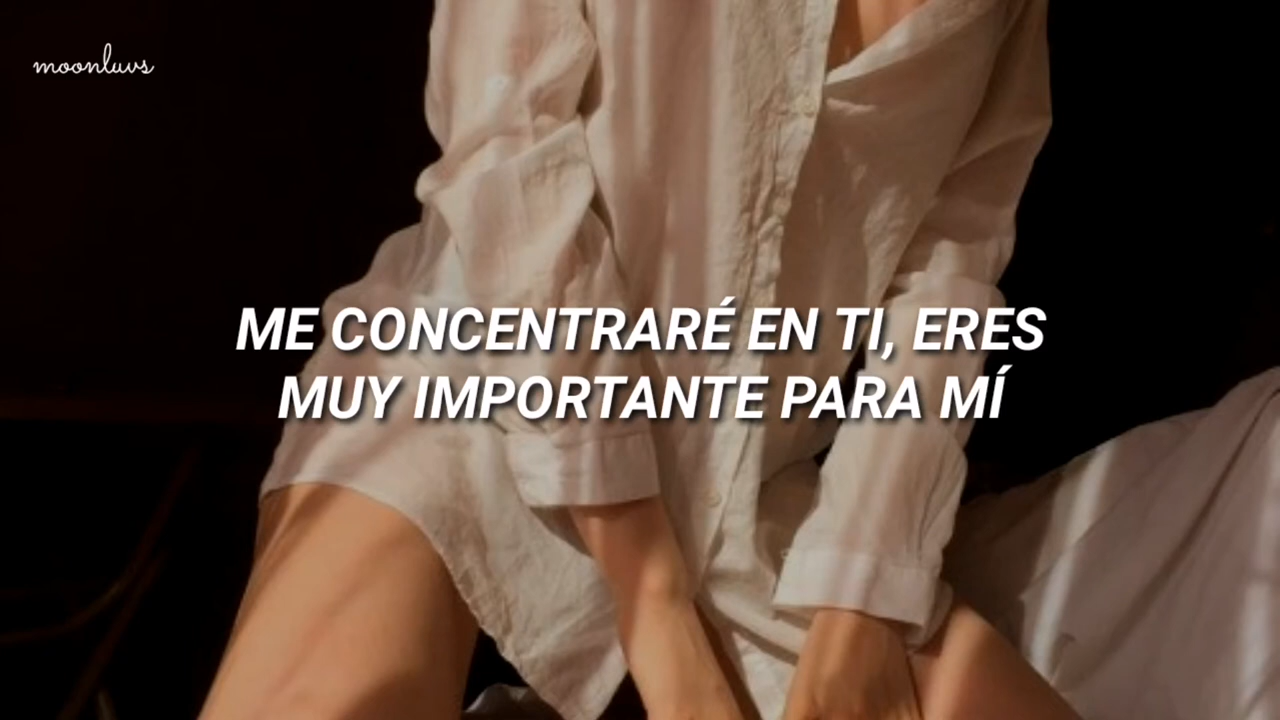 moonluvs
ME CONCENTRARÉ EN TI, ERES
MUY IMPORTANTE PARA MÍ